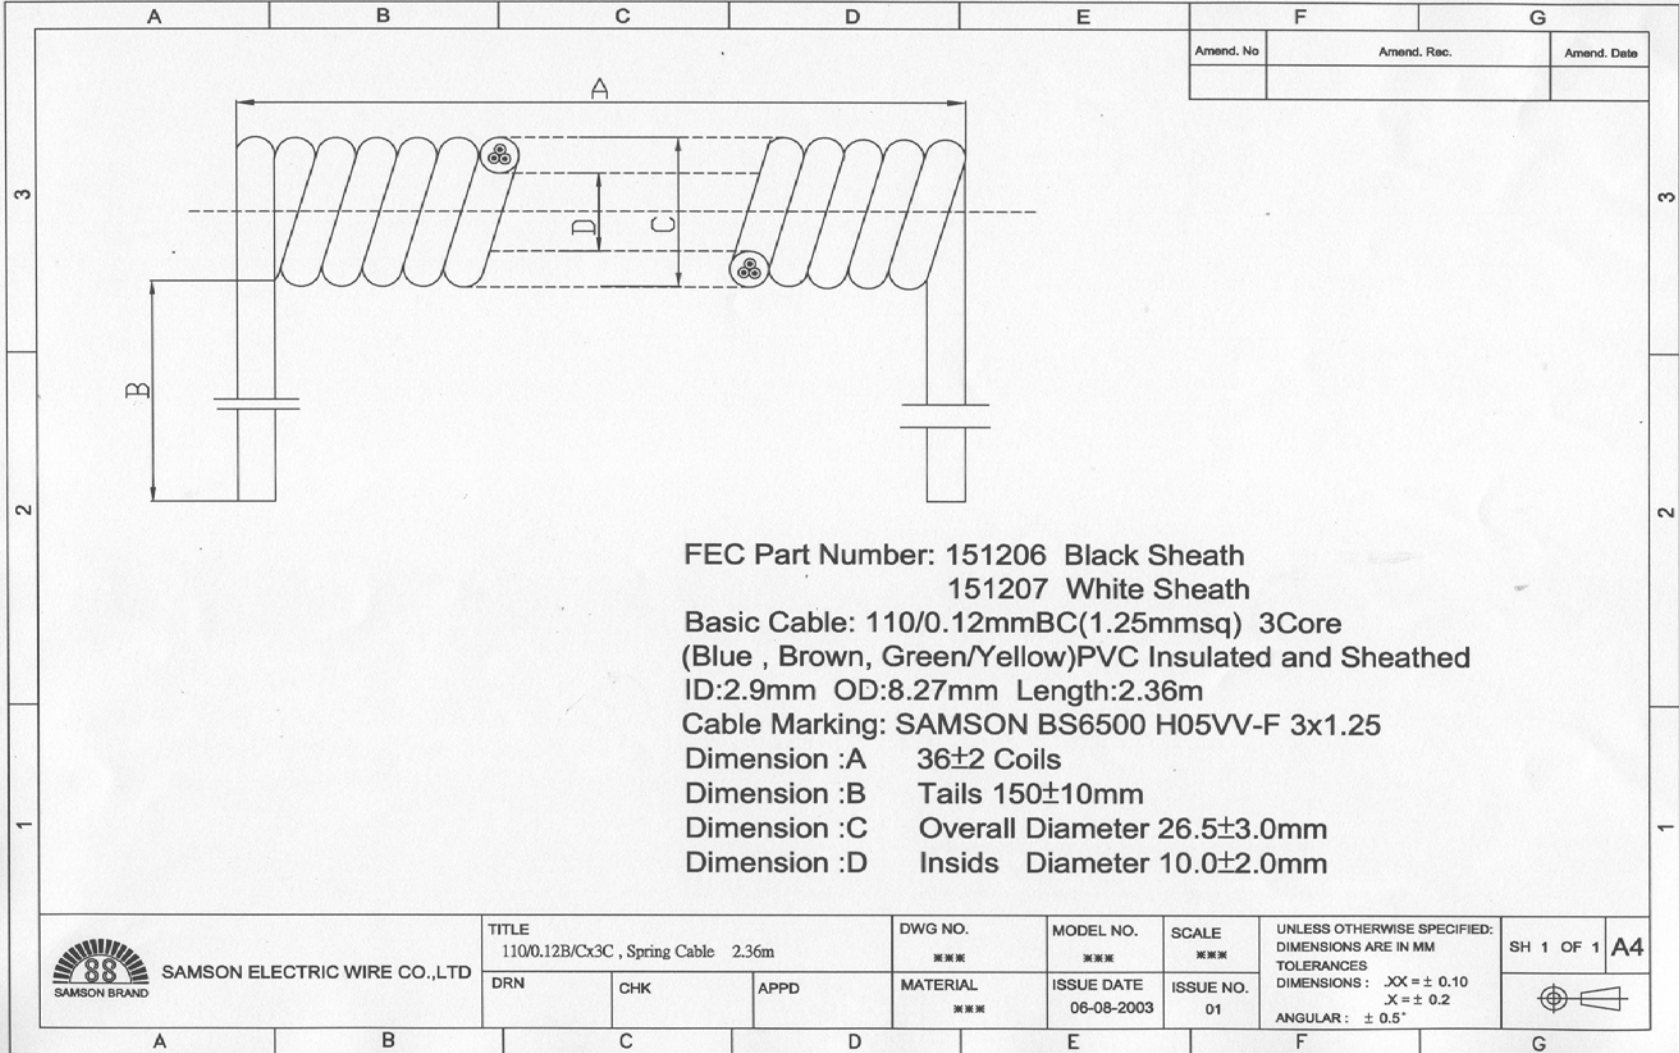 A B C D E F G
Amend. No Amend. Rec. Amend. Date
A
3 3
D C
B
2 2
FEC Part Number: 151206 Black Sheath
151207 White Sheath
Basic Cable: 110/0.12mmBC(1.25mmsq) 3Core
(Blue , Brown, Green/Yellow)PVC Insulated and Sheathed
ID:2.9mm OD:8.27mm Length:2.36m
Cable Marking: SAMSON BS6500 H05VV-F 3x1.25
Dimension :A 36±2 Coils
Dimension :B Tails 150±10mm
1 1
Dimension :C Overall Diameter 26.5±3.0mm
Dimension :D Insids Diameter 10.0±2.0mm
88
SAMSON BRAND
SAMSON ELECTRIC WIRE CO.,LTD
TITLE
110/0.12B/Cx3C , Spring Cable 2.36m
DRN CHK APPD
DWG NO.
***
MATERIAL
***
MODEL NO.
***
ISSUE DATE
06-08-2003
SCALE
***
ISSUE NO.
01
UNLESS OTHERWISE SPECIFIED:
DIMENSIONS ARE IN MM
TOLERANCES
DIMENSIONS : .XX = ± 0.10
.X = ± 0.2
ANGULAR : ± 0.5°
SH 1 OF 1 A4
A B C D E F G